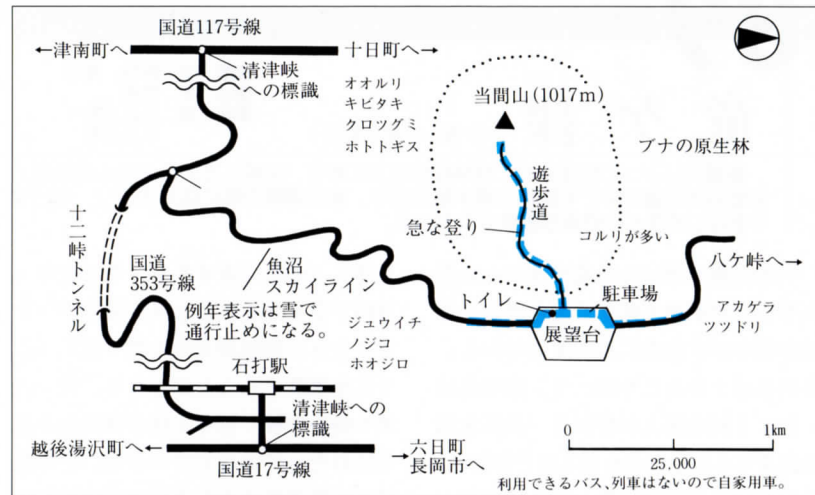 国道117号線
←津南町へ
十日町へ→
清津峡
への標識
オオルリ
キビタキ
クロツグミ
ホトトギス
当間山(1017m)
ブナの原生林
遊歩道
急な登り
コルリが多い
八ケ峠へ→
十二峠トンネル
国道
353号線
魚沼
スカイライン
例年表示は雪で
通行止めになる。
ジュウイチ
ノジコ
ホオジロ
トイレ
駐車場
展望台
アカゲラ
ツツドリ
石打駅
清津峡への
標識
越後湯沢町へ←
国道17号線
→六日町
長岡市へ
0
1km
25.000
利用できるバス、列車はないので自家用車。